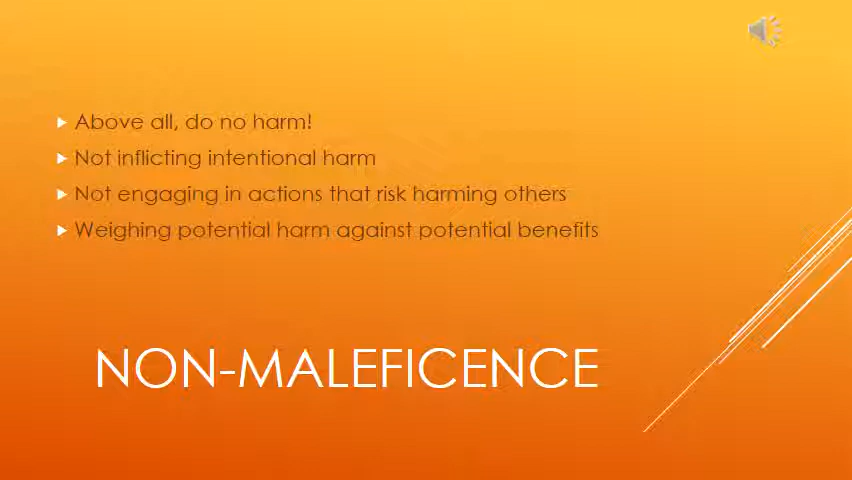 Above all, do no harm!
Not inflicting intentional harm
Not engaging in actions that risk harming others
Weighing potential harm against potential benefits
NON-MALEFICENCE